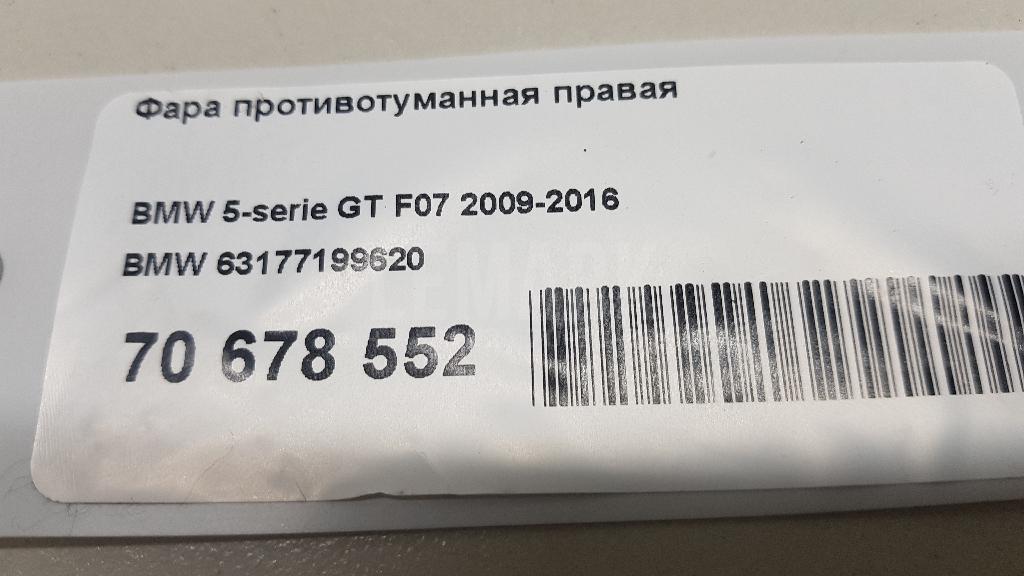 Фара противотуманная правая
BMW 5-serie GT F07 2009-2016
BMW 63177199620
70 678 552